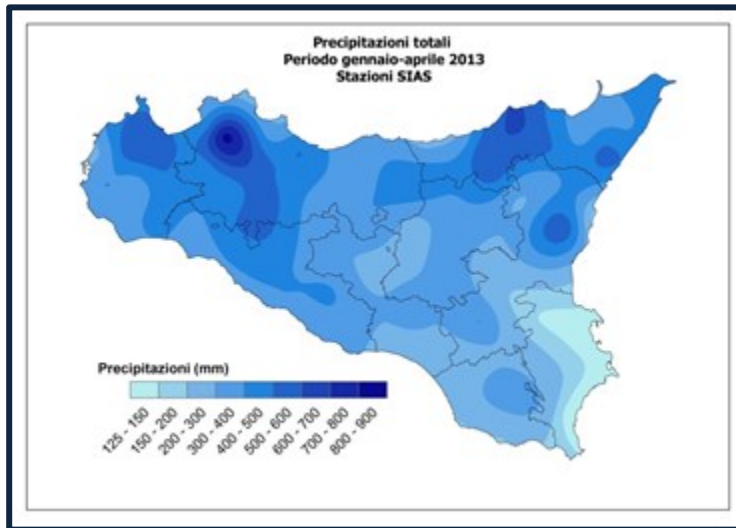 Precipitazioni totali
Periodo gennaio-aprile 2013
Stazioni SIAS
Precipitazioni (mm)
125 - 150
150 - 200
200 - 300
300 - 400
400 - 500
500 - 600
600 - 700
700 - 800
800 - 900